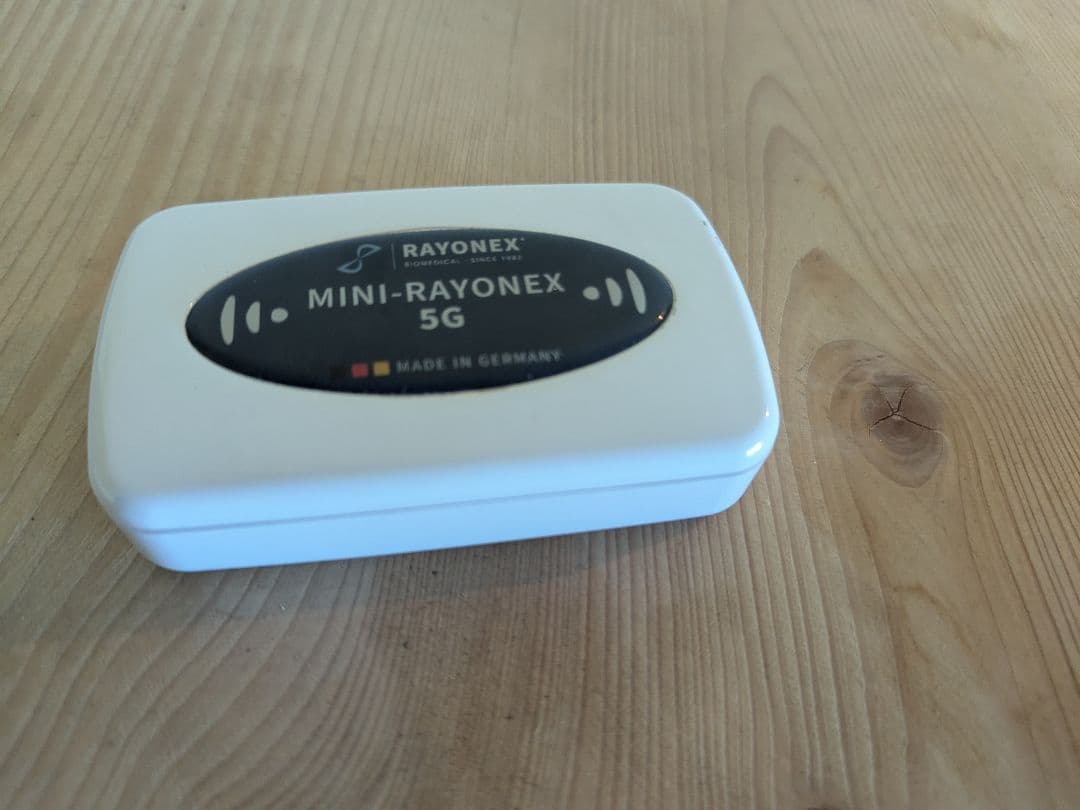 RAYONEX®
BIOMEDICAL · SINCE 1982
MINI-RAYONEX
5G
MADE IN GERMANY